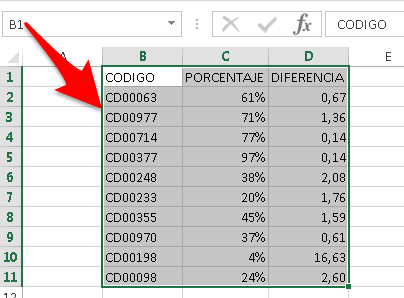 B1 fx CODIGO
A B C D E
1 CODIGO PORCENTAJE DIFERENCIA
2 CD00063 61% 0,67
3 CD00977 71% 1,36
4 CD00714 77% 0,14
5 CD00377 97% 0,14
6 CD00248 38% 2,08
7 CD00233 20% 1,76
8 CD00355 45% 1,59
9 CD00970 37% 0,61
10 CD00198 4% 16,63
11 CD00098 24% 2,60
12